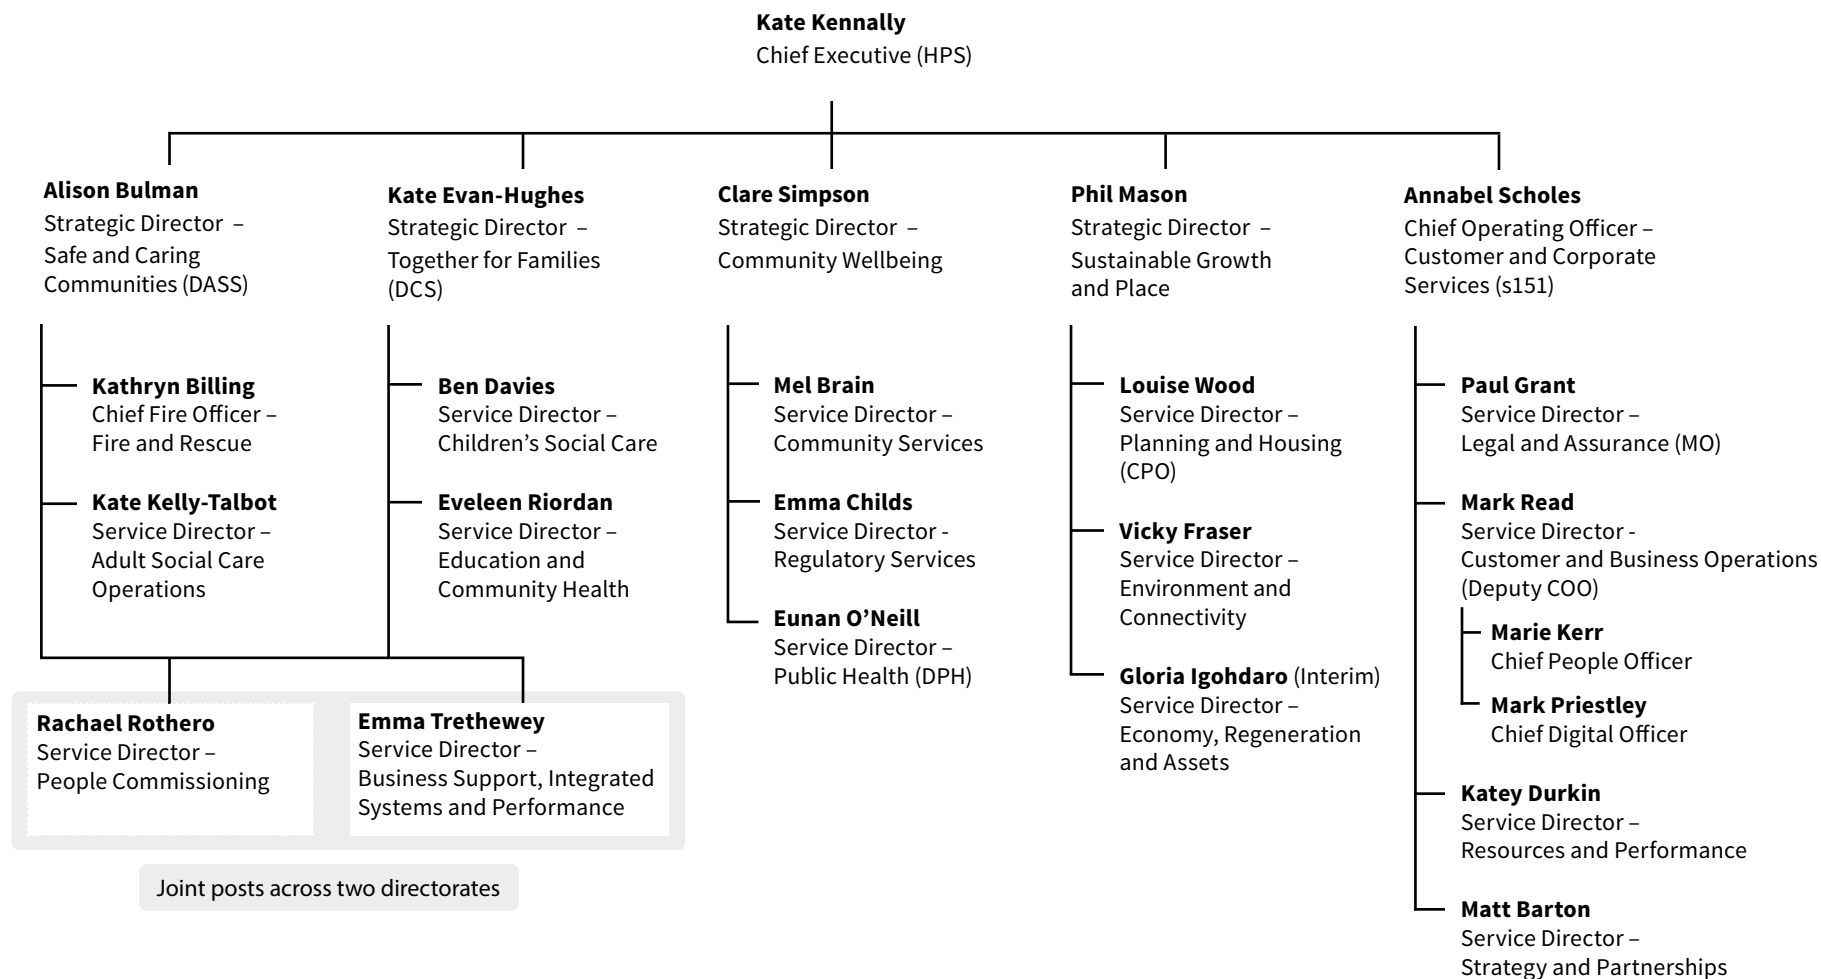 Kate Kennally
Chief Executive (HPS)
Alison Bulman
Strategic Director –
Safe and Caring
Communities (DASS)
Kathryn Billing
Chief Fire Officer –
Fire and Rescue
Kate Kelly-Talbot
Service Director –
Adult Social Care
Operations
Kate Evan-Hughes
Strategic Director –
Together for Families
(DCS)
Ben Davies
Service Director –
Children’s Social Care
Eveleen Riordan
Service Director –
Education and
Community Health
Rachael Rothero
Service Director –
People Commissioning
Emma Trethewey
Service Director –
Business Support, Integrated
Systems and Performance
Joint posts across two directorates
Clare Simpson
Strategic Director –
Community Wellbeing
Mel Brain
Service Director –
Community Services
Emma Childs
Service Director -
Regulatory Services
Eunan O’Neill
Service Director –
Public Health (DPH)
Phil Mason
Strategic Director –
Sustainable Growth
and Place
Louise Wood
Service Director –
Planning and Housing
(CPO)
Vicky Fraser
Service Director –
Environment and
Connectivity
Gloria Igohdaro (Interim)
Service Director –
Economy, Regeneration
and Assets
Annabel Scholes
Chief Operating Officer –
Customer and Corporate
Services (s151)
Paul Grant
Service Director –
Legal and Assurance (MO)
Mark Read
Service Director -
Customer and Business Operations
(Deputy COO)
Marie Kerr
Chief People Officer
Mark Priestley
Chief Digital Officer
Katey Durkin
Service Director –
Resources and Performance
Matt Barton
Service Director –
Strategy and Partnerships